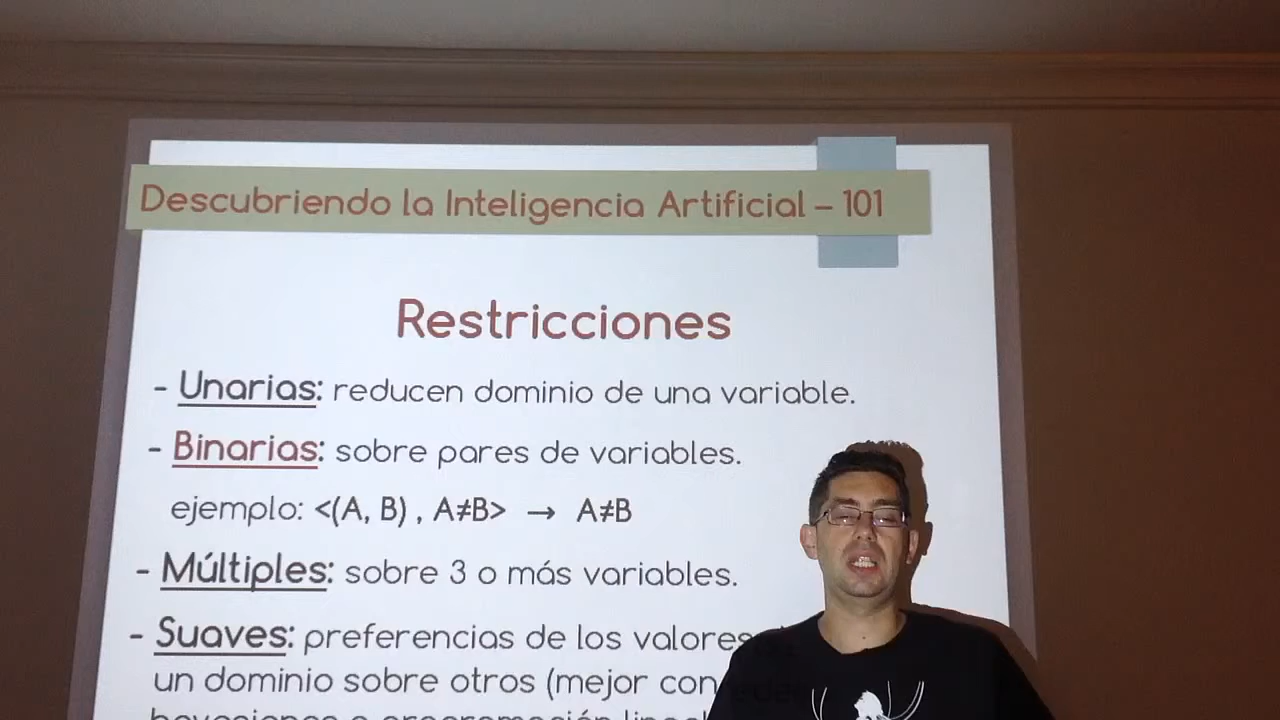 Descubriendo la Inteligencia Artificial – 101
Restricciones
- Unarias: reducen dominio de una variable.
- Binarias: sobre pares de variables.
ejemplo: <(A, B) , A≠B> → A≠B
- Múltiples: sobre 3 o más variables.
- Suaves: preferencias de los valores
un dominio sobre otros (mejor con